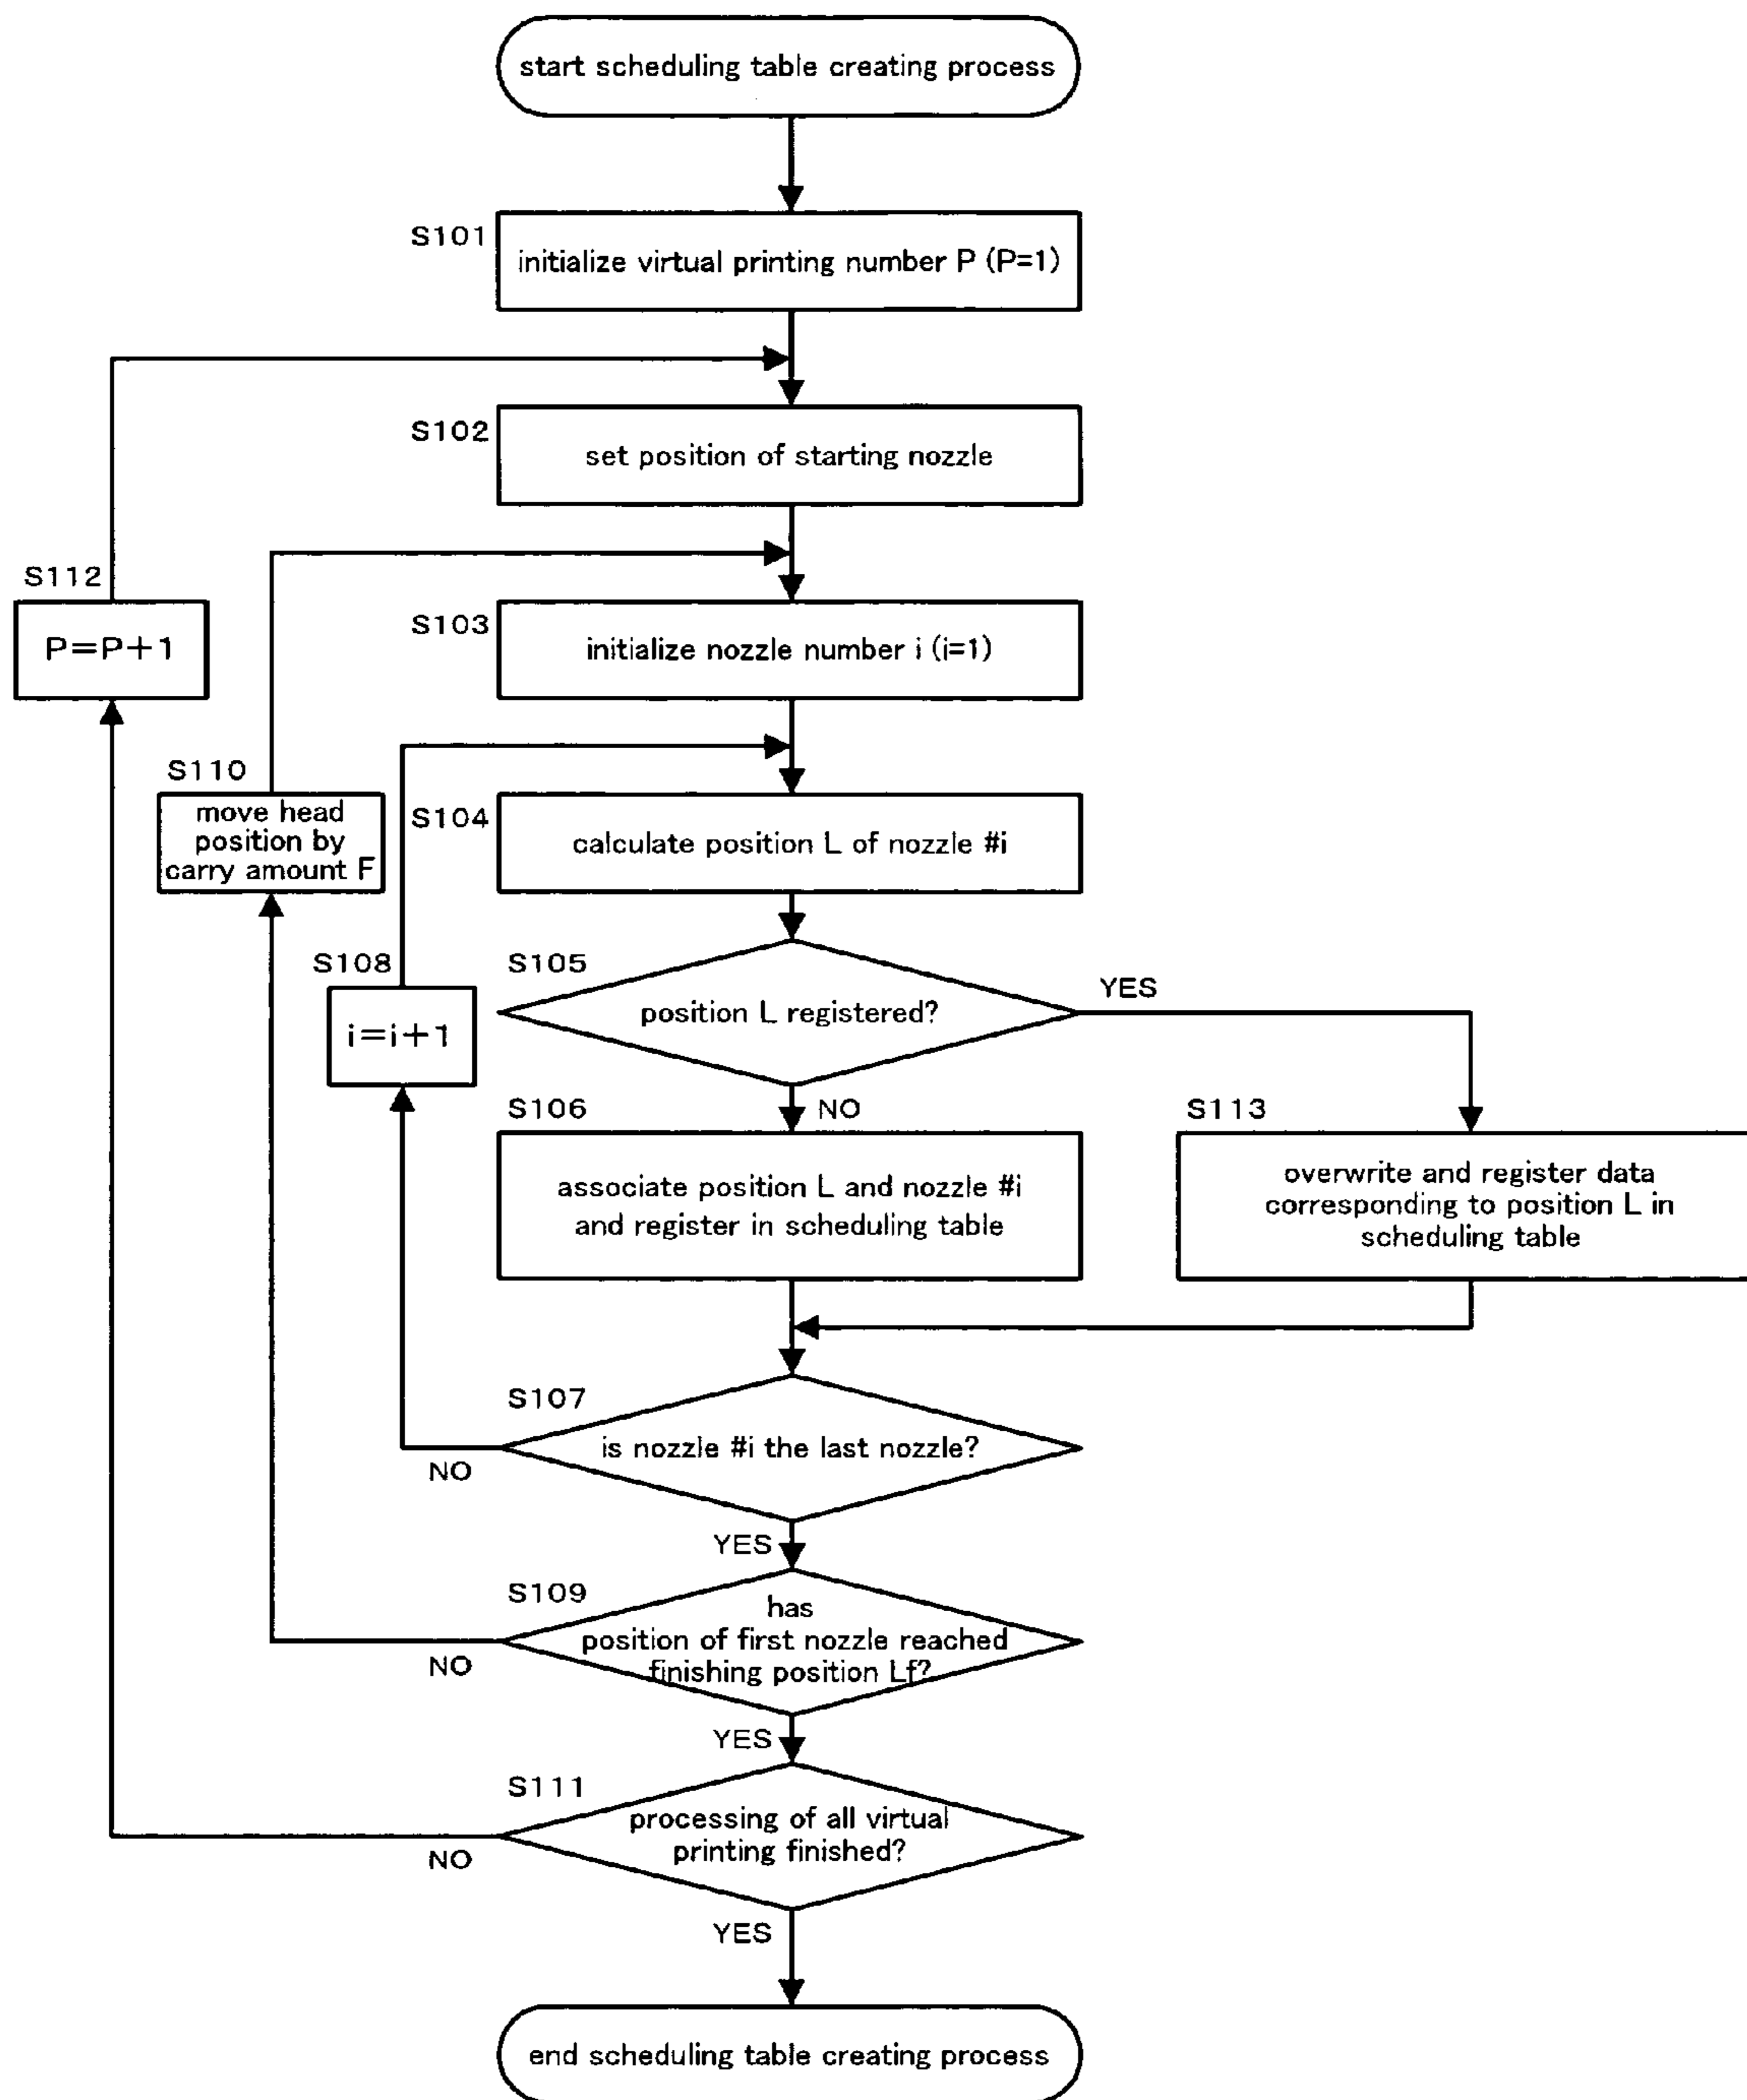 start scheduling table creating process
S101
initialize virtual printing number P (P=1)
S102
set position of starting nozzle
S112
P=P+1
S103
initialize nozzle number i (i=1)
S110
move head
position by
carry amount F
S104
calculate position L of nozzle #i
S108
i=i+1
S105
position L registered?
YES
NO
S106
associate position L and nozzle #i
and register in scheduling table
S113
overwrite and register data
corresponding to position L in
scheduling table
S107
is nozzle #i the last nozzle?
NO
YES
S109
has
position of first nozzle reached
finishing position Lf?
NO
YES
S111
processing of all virtual
printing finished?
NO
YES
end scheduling table creating process